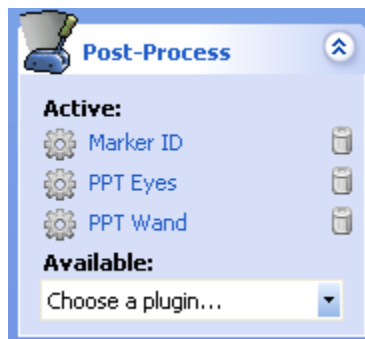 Post-Process
Active:
Marker ID
PPT Eyes
PPT Wand
Available:
Choose a plugin...